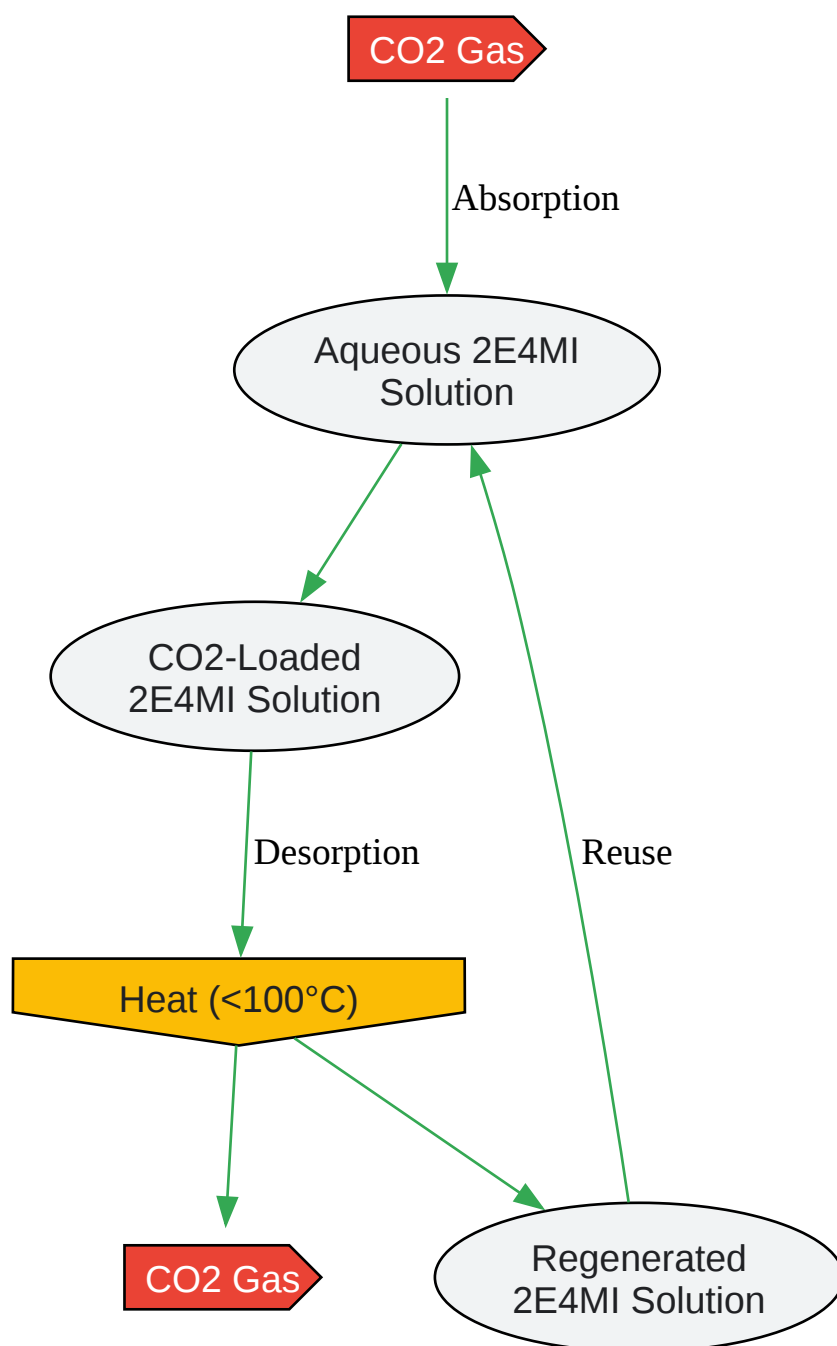 CO2 Gas
Absorption
Aqueous 2E4MI
Solution
CO2-Loaded
2E4MI Solution
Desorption
Reuse
Heat (<100°C)
CO2 Gas
Regenerated
2E4MI Solution